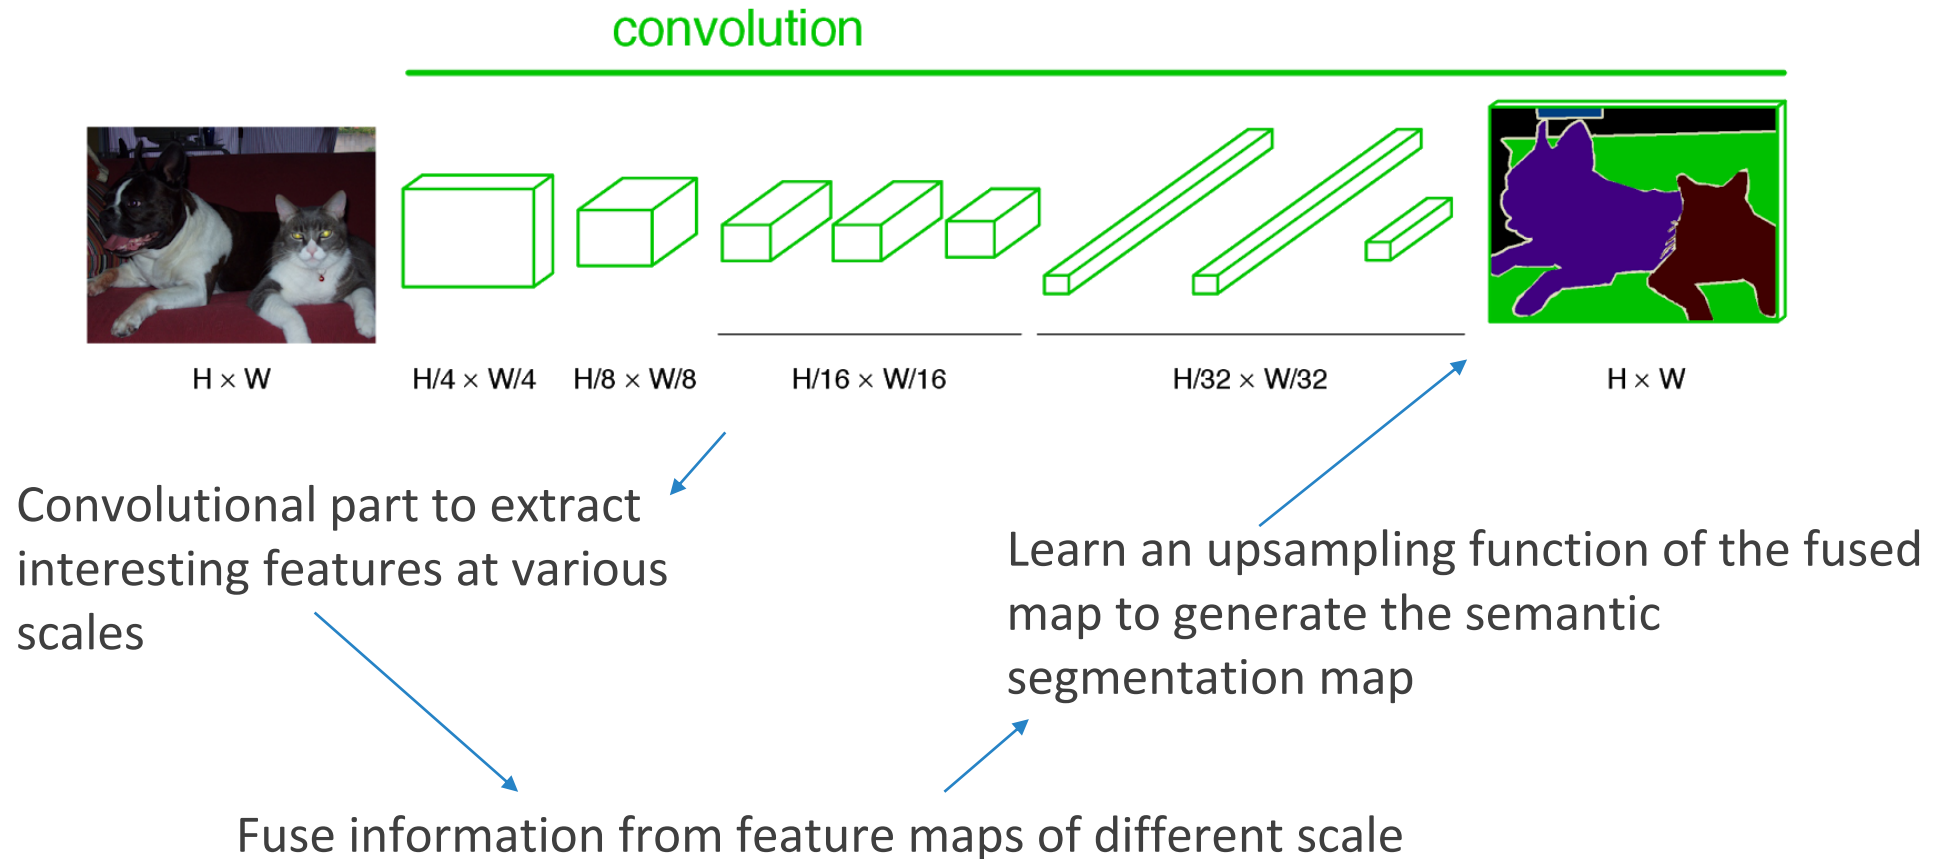 convolution
H × W
H/4 × W/4
H/8 × W/8
H/16 × W/16
H/32 × W/32
H × W
Convolutional part to extract
interesting features at various
scales
Learn an upsampling function of the fused
map to generate the semantic
segmentation map
Fuse information from feature maps of different scale